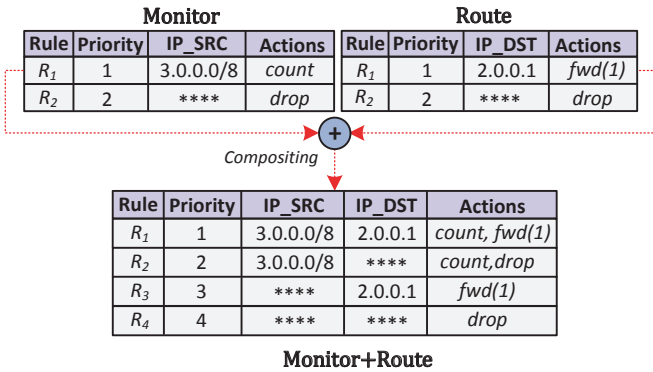 Monitor
Route
Rule Priority IP_SRC Actions
R1 1 3.0.0.0/8 count
R2 2 **** drop
Rule Priority IP_DST Actions
R1 1 2.0.0.1 fwd(1)
R2 2 **** drop
+
Compositing
Rule Priority IP_SRC IP_DST Actions
R1 1 3.0.0.0/8 2.0.0.1 count, fwd(1)
R2 2 3.0.0.0/8 **** count,drop
R3 3 **** 2.0.0.1 fwd(1)
R4 4 **** **** drop
Monitor+Route